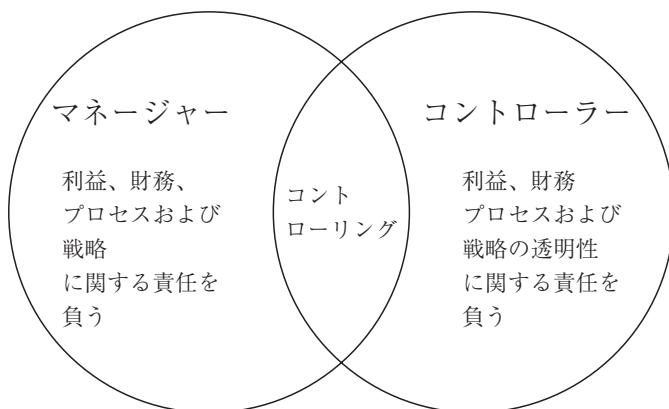 マネージャー
利益、財務、
プロセスおよび
戦略
に関する責任を
負う
コント
ローリング
コントローラー
利益、財務
プロセスおよび
戦略の透明性
に関する責任を
負う